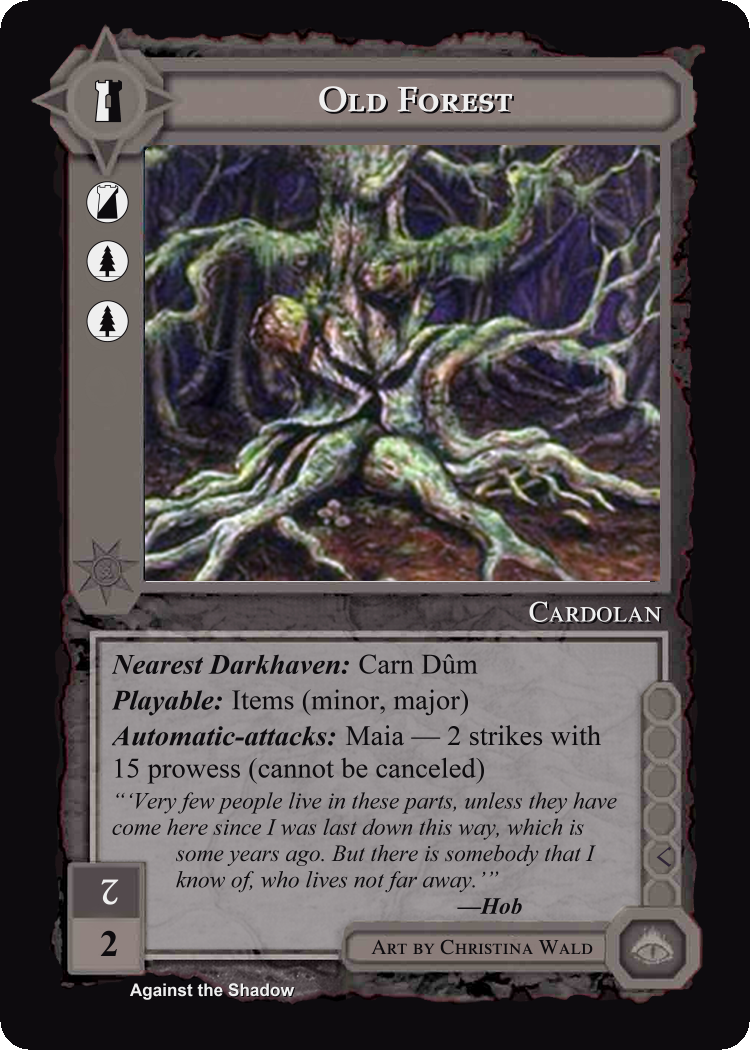 Old Forest
Cardolan
Nearest Darkhaven: Carn Dûm
Playable: Items (minor, major)
Automatic-attacks: Maia — 2 strikes with
15 prowess (cannot be canceled)
“‘Very few people live in these parts, unless they have
come here since I was last down this way, which is
some years ago. But there is somebody that I
know of, who lives not far away.’”
—Hob
2
2
Art by Christina Wald
Against the Shadow